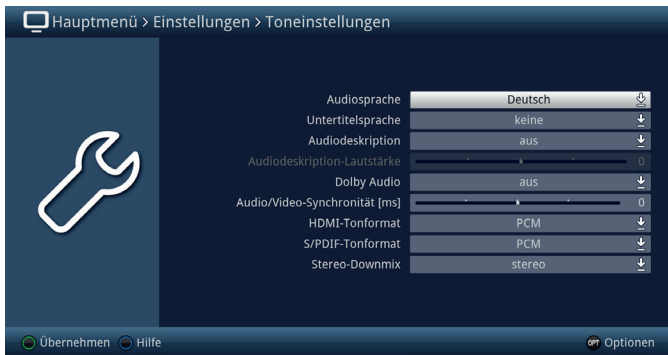 Hauptmenü > Einstellungen > Toneinstellungen
Audiosprache Deutsch
Untertitelsprache keine
Audiodeskription aus
Audiodeskription-Lautstärke 0
Dolby Audio aus
Audio/Video-Synchronität [ms] 0
HDMI-Tonformat PCM
S/PDIF-Tonformat PCM
Stereo-Downmix stereo
Übernehmen Hilfe OPT Optionen